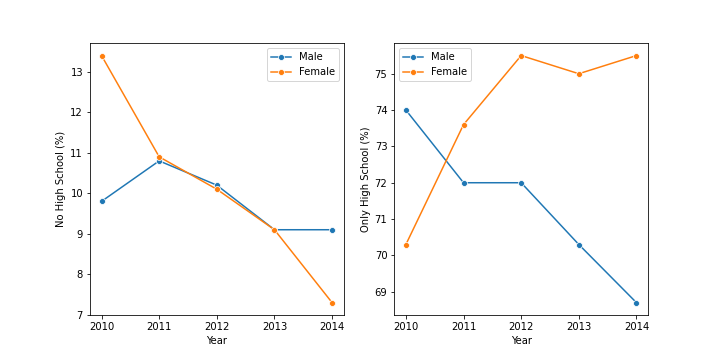 No High School (%)
13
12
11
10
9
8
7
Male
Female
2010 2011 2012 2013 2014
Year
Only High School (%)
75
74
73
72
71
70
69
Male
Female
2010 2011 2012 2013 2014
Year